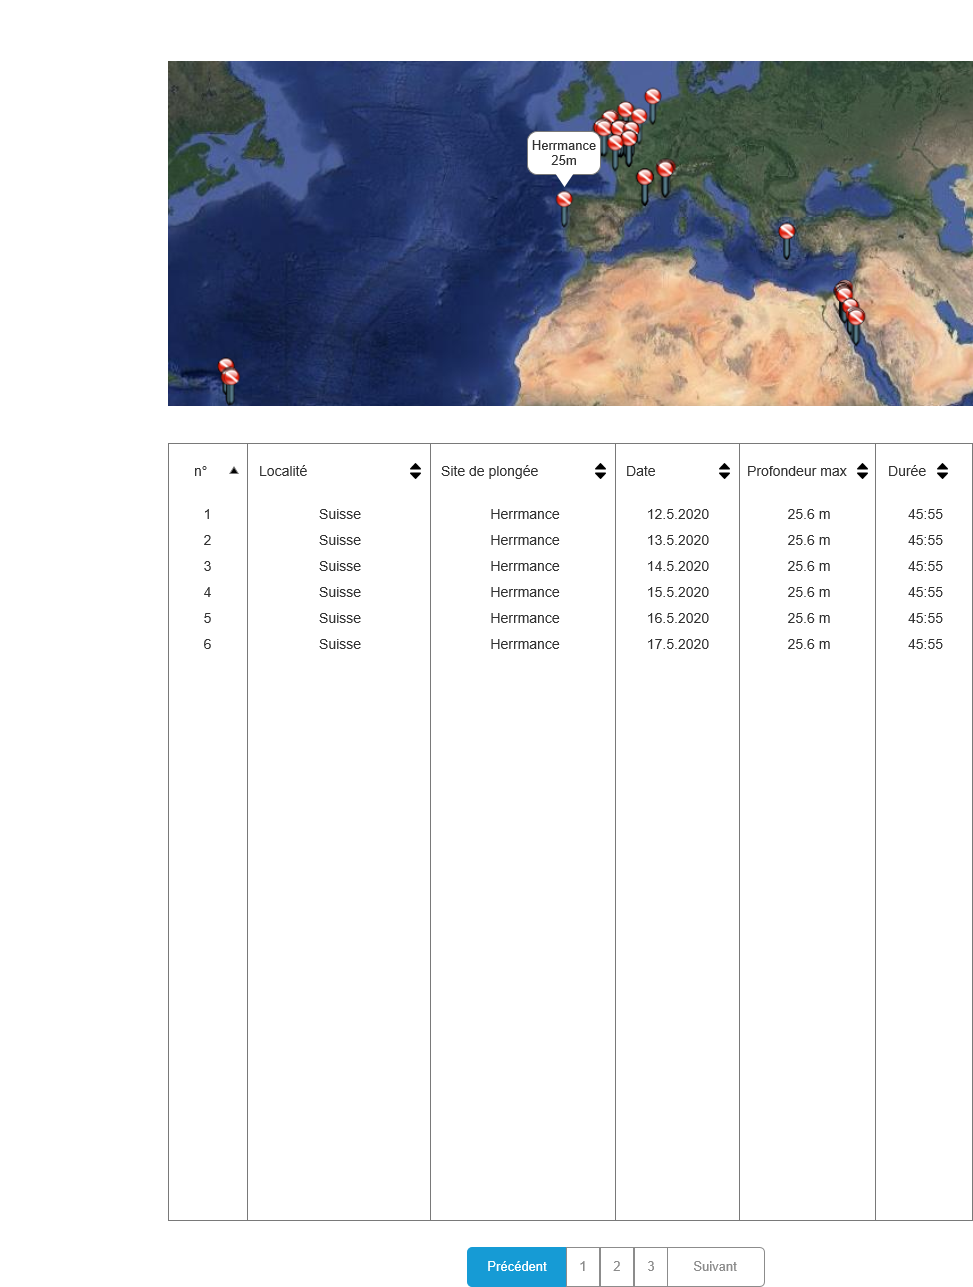 Herrmance
25m
n° Localité Site de plongée Date Profondeur max Durée
1 Suisse Herrmance 12.5.2020 25.6 m 45:55
2 Suisse Herrmance 13.5.2020 25.6 m 45:55
3 Suisse Herrmance 14.5.2020 25.6 m 45:55
4 Suisse Herrmance 15.5.2020 25.6 m 45:55
5 Suisse Herrmance 16.5.2020 25.6 m 45:55
6 Suisse Herrmance 17.5.2020 25.6 m 45:55
Précédent 1 2 3 Suivant